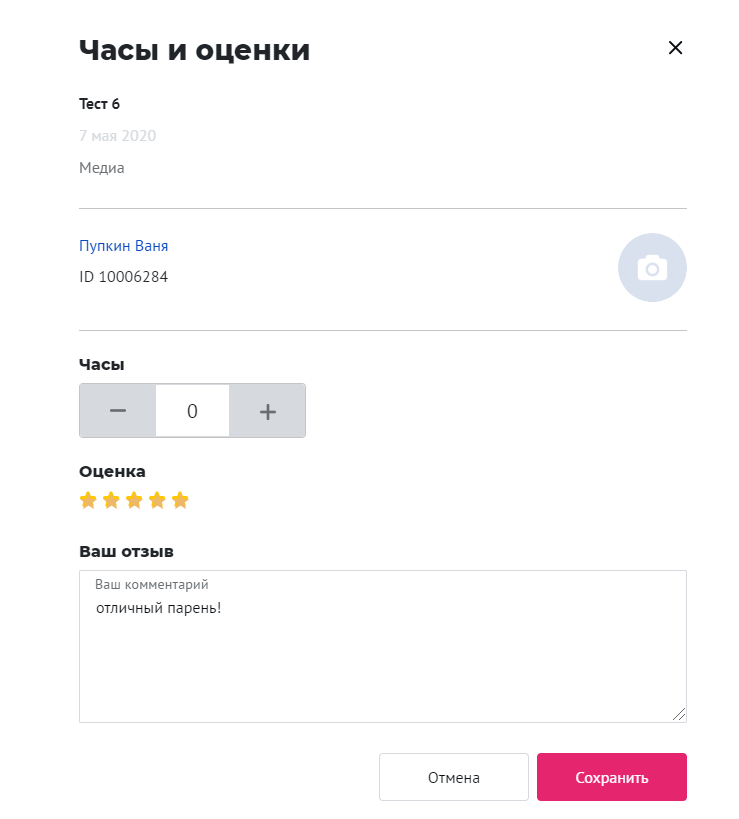 Часы и оценки
Тест 6
7 мая 2020
Медиа
Пупкин Ваня
ID 10006284
Часы
− 0 +
Оценка
Ваш отзыв
Ваш комментарий
отличный парень!
Отмена Сохранить